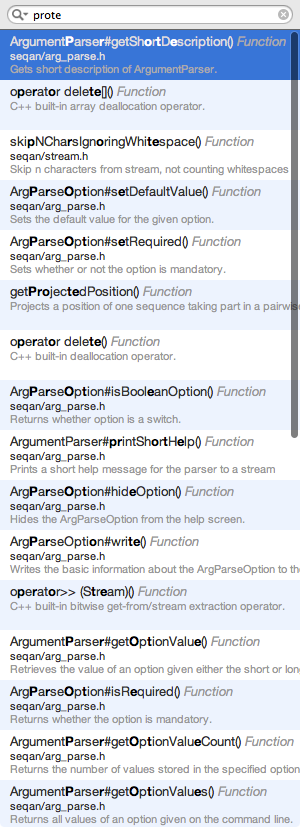 prote
ArgumentParser#getShortDescription() Function
seqan/arg_parse.h
Gets short description of ArgumentParser.
operator delete[]() Function
C++ built-in array deallocation operator.
skipNCharsIgnoringWhitespace() Function
seqan/stream.h
Skip n characters from stream, not counting whitespaces
ArgParseOption#setDefaultValue() Function
seqan/arg_parse.h
Sets the default value for the given option.
ArgParseOption#setRequired() Function
seqan/arg_parse.h
Sets whether or not the option is mandatory.
getProjectedPosition() Function
Projects a position of one sequence taking part in a pairwise
operator delete() Function
C++ built-in deallocation operator.
ArgParseOption#isBooleanOption() Function
seqan/arg_parse.h
Returns whether option is a switch.
ArgumentParser#printShortHelp() Function
seqan/arg_parse.h
Prints a short help message for the parser to a stream
ArgParseOption#hideOption() Function
seqan/arg_parse.h
Hides the ArgParseOption from the help screen.
ArgParseOption#write() Function
seqan/arg_parse.h
Writes the basic information about the ArgParseOption to the
operator>> (Stream)() Function
C++ built-in bitwise get-from/stream extraction operator.
ArgumentParser#getOptionValue() Function
seqan/arg_parse.h
Retrieves the value of an option given either the short or long
ArgParseOption#isRequired() Function
seqan/arg_parse.h
Returns whether the option is mandatory.
ArgumentParser#getOptionValueCount() Function
seqan/arg_parse.h
Returns the number of values stored in the specified option
ArgumentParser#getOptionValues() Function
seqan/arg_parse.h
Returns all values of an option given on the command line.